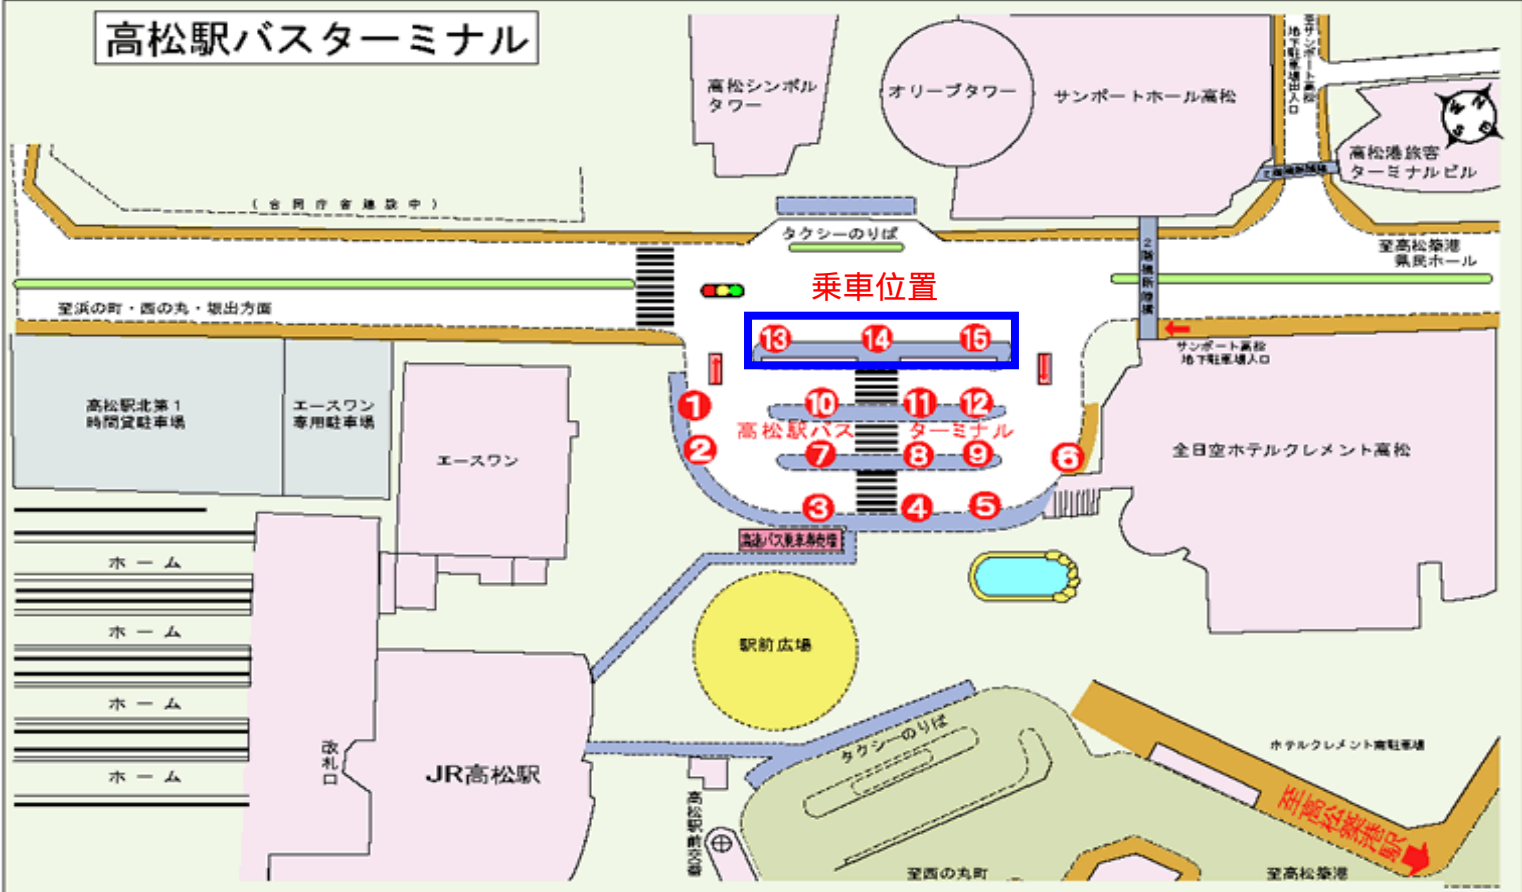 高松駅バスターミナル
高松シンボル
タワー
オリーブタワー
サンポートホール高松
至サンポート高松
地下駐車場出入口
N
W
E
S
高松港旅客
ターミナルビル
(合同庁舎建設中)
タクシーのりば
2階横断陸橋
至高松築港
県民ホール
乗車位置
至浜の町・西の丸・坂出方面
13
14
15
サンポート高松
地下駐車場入口
高松駅北第1
時間貸駐車場
エースワン
専用駐車場
エースワン
1
10
11
12
高松駅バス ターミナル
2
7
8
9
6
全日空ホテルクレメント高松
3
4
5
高速バス乗車券売場
ホーム
ホーム
ホーム
ホーム
駅前広場
改札口
JR高松駅
タクシーのりば
ホテルクレメント南駐車場
至高松築港駅
高松駅前交番
至西の丸町
至高松築港